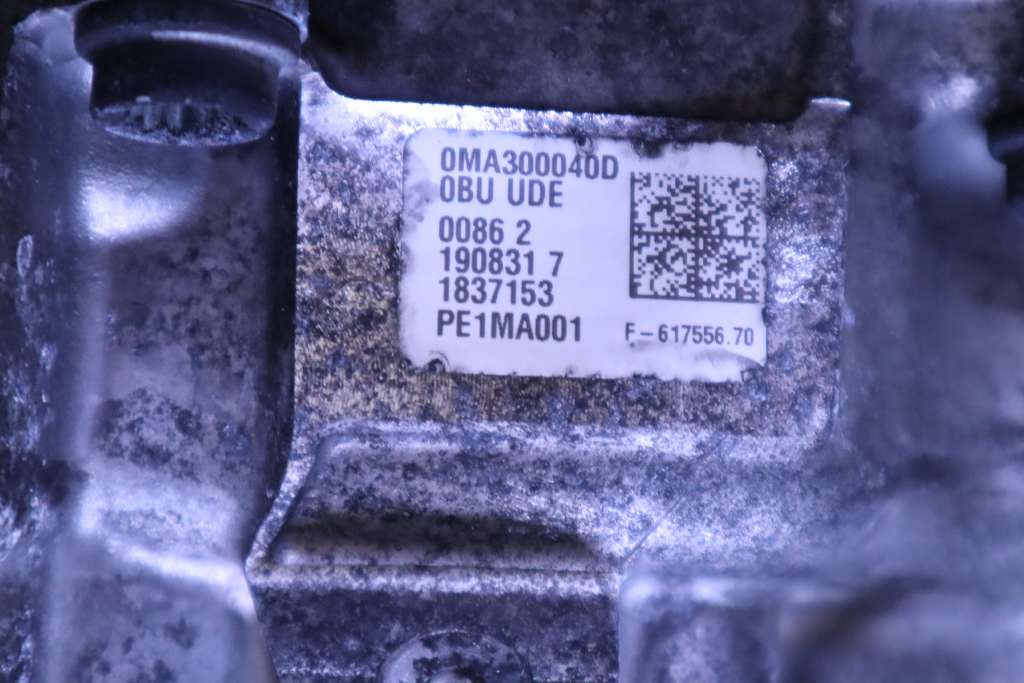 0MA300040D
0BU UDE
0086 2
190831 7
1837153
PE1MA001
F-617556.70